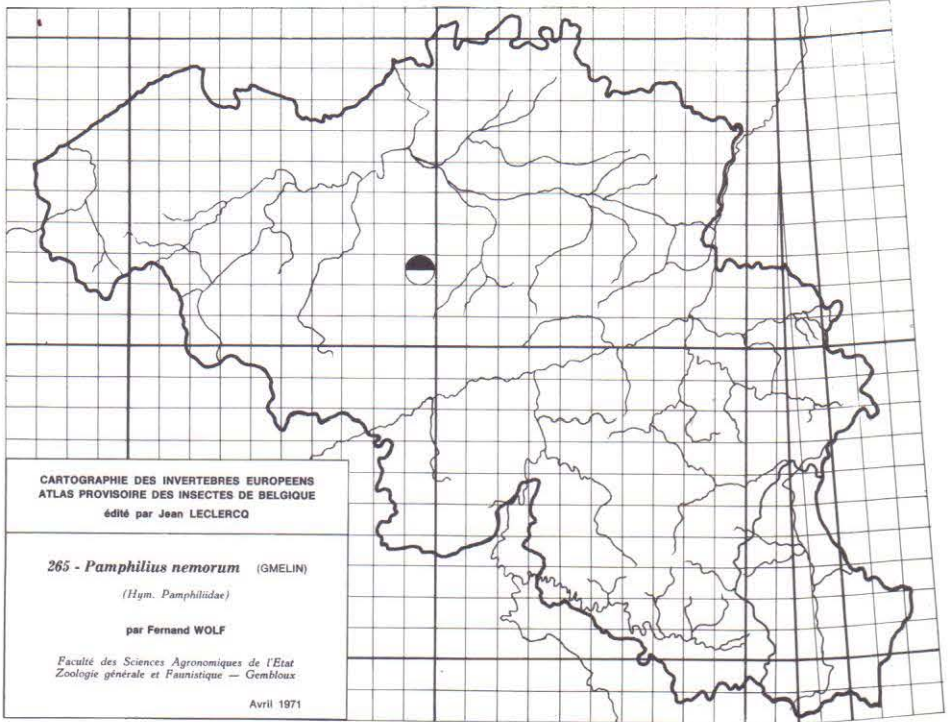 CARTOGRAPHIE DES INVERTEBRES EUROPEENS
ATLAS PROVISOIRE DES INSECTES DE BELGIQUE
édité par Jean LECLERCQ
265 - Pamphilius nemorum (GMELIN)
(Hym. Pamphiliidae)
par Fernand WOLF
Faculté des Sciences Agronomiques de l'Etat
Zoologie générale et Faunistique — Gembloux
Avril 1971